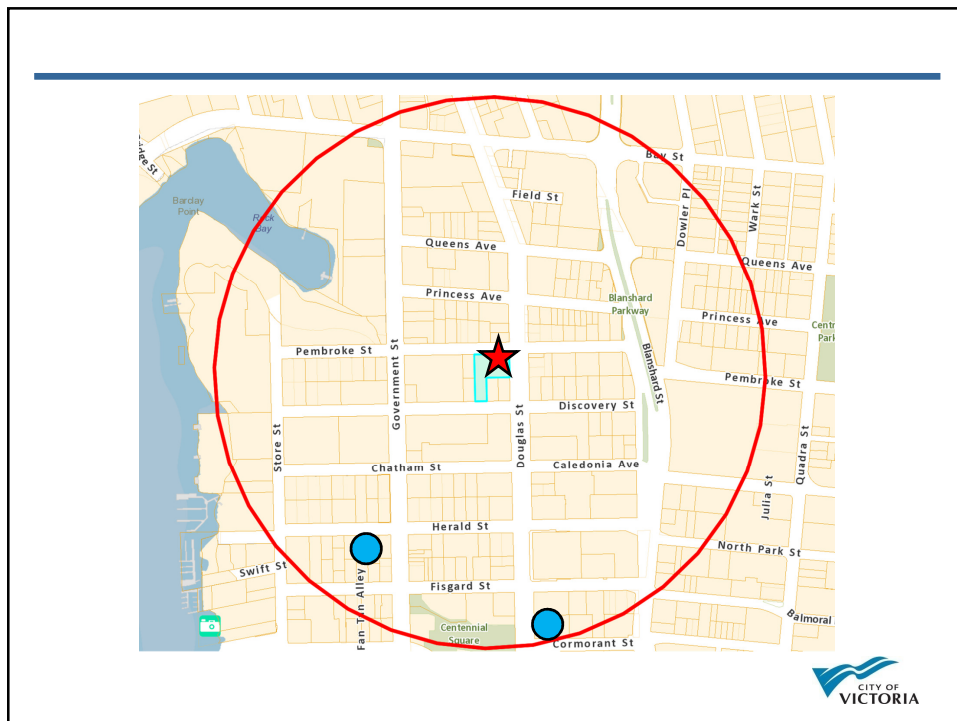 Bay St
Barclay
Point
Rock
Bay
Field St
Dowler Pl
Wark St
Queens Ave
Queens Ave
Princess Ave
Blanshard
Parkway
Princess Ave
Pembroke St
Government St
Blanshard St
Pembroke St
Discovery St
Douglas St
Store St
Chatham St
Caledonia Ave
Quadra St
Julia St
Herald St
North Park St
Swift St
Fan Tan Alley
Fisgard St
Balmoral
Centennial
Square
Cormorant St
CITY OF
VICTORIA